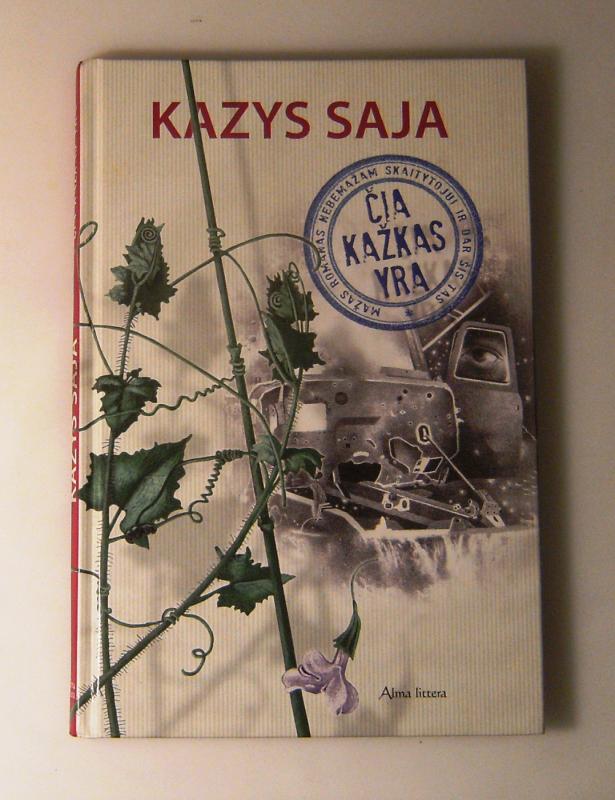 KAZYS SAJA
MAŽAS ROMANAS NEBEMAŽAM SKAITYTOJUI IR DAR ŠIS TAS *
ČIA
KAŽKAS
YRA
KAZYS SAJA
Alma littera